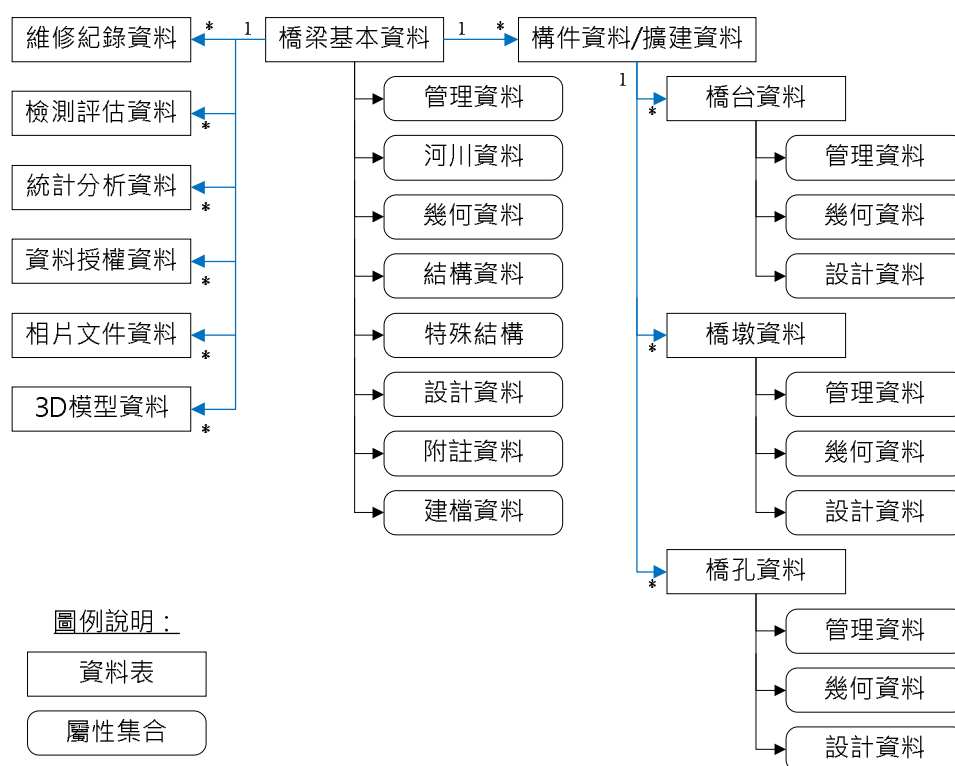 維修紀錄資料
*
1
橋梁基本資料
1
*
構件資料/擴建資料
檢測評估資料
*
統計分析資料
*
資料授權資料
*
相片文件資料
*
3D模型資料
*
管理資料
河川資料
幾何資料
結構資料
特殊結構
設計資料
附註資料
建檔資料
1
*
橋台資料
管理資料
幾何資料
設計資料
*
橋墩資料
管理資料
幾何資料
設計資料
*
橋孔資料
管理資料
幾何資料
設計資料
圖例說明：
資料表
屬性集合